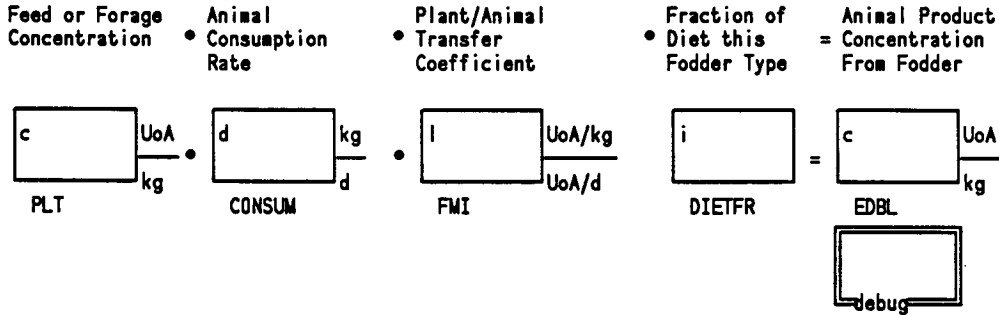 Feed or Forage Animal Plant/Animal Fraction of Animal Product
Concentration • Consumption • Transfer • Diet this = Concentration
Rate Coefficient Fodder Type From Fodder
c UoA • d kg • l UoA/kg i = c UoA
kg d UoA/d kg
PLT CONSUM FMI DIETFR EDBL
debug